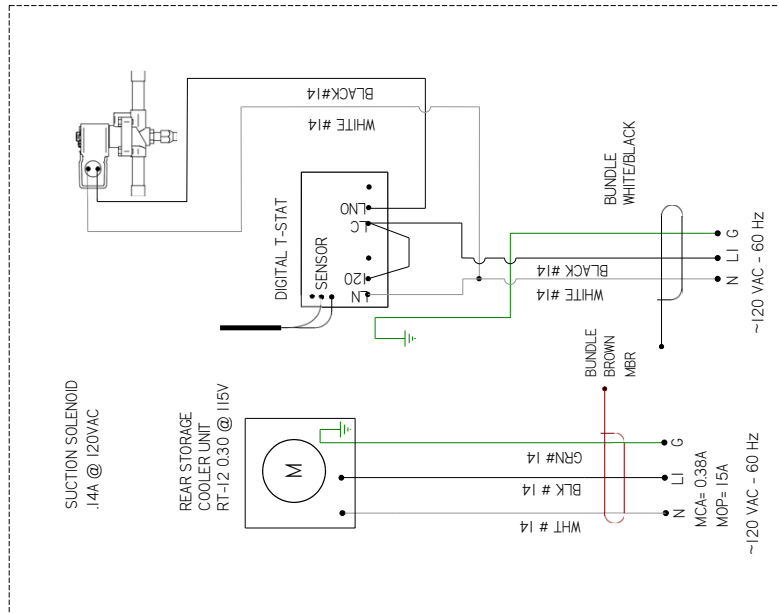 SUCTION SOLENOID
.14A @ 120VAC
BLACK#14
WHITE #14
DIGITAL T-STAT
SENSOR
LN
120
LC
LNO
BLACK #14
WHITE #14
BUNDLE
WHITE/BLACK
N
L1
G
~120 VAC - 60 Hz
REAR STORAGE
COOLER UNIT
RT-12 0.30 @ 115V
M
GRN# 14
BLK # 14
WHT # 14
BUNDLE
BROWN
MBR
N
L1
G
MCA= 0.38A
MOP= 15A
~120 VAC - 60 Hz